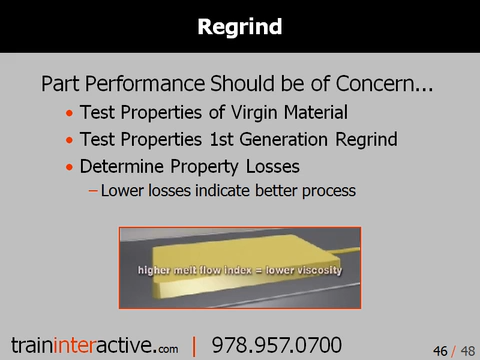 Regrind
Part Performance Should be of Concern...
• Test Properties of Virgin Material
• Test Properties 1st Generation Regrind
• Determine Property Losses
– Lower losses indicate better process
higher melt flow index = lower viscosity
traininteractive.com | 978.957.0700
46 / 48